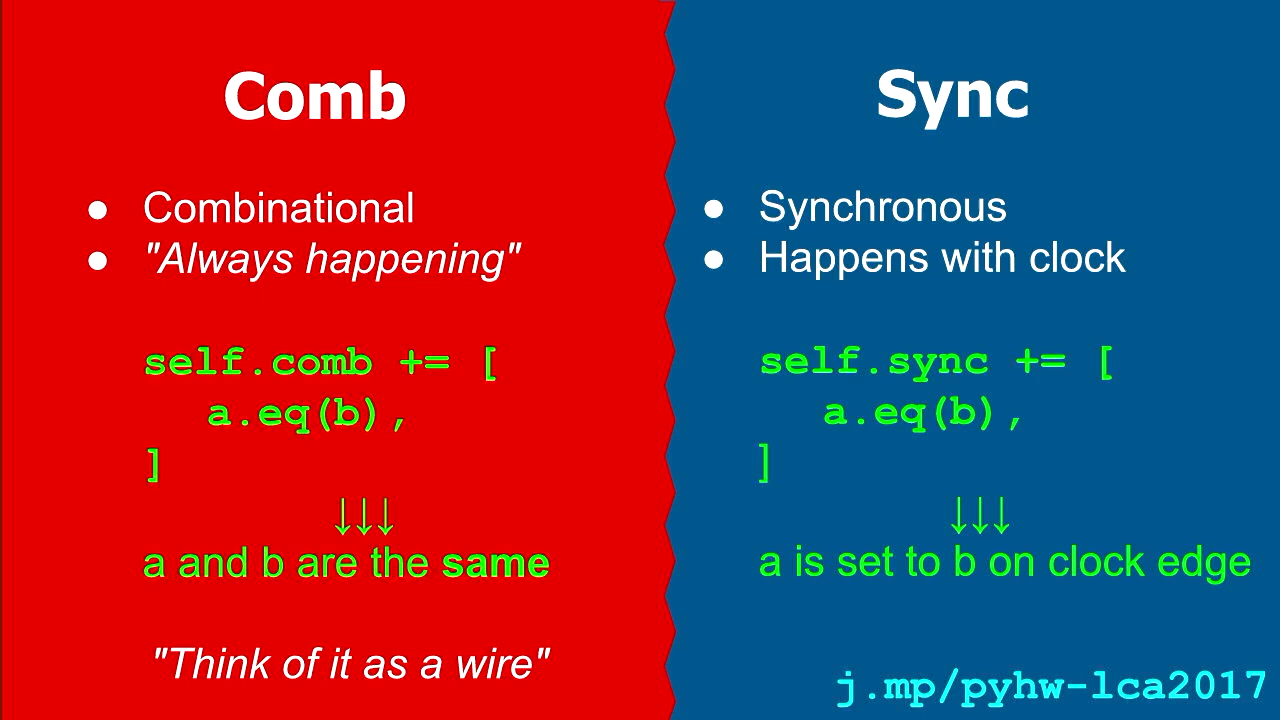 Comb
● Combinational
● "Always happening"
self.comb += [
a.eq(b),
]
↓↓↓
a and b are the same
"Think of it as a wire"
Sync
● Synchronous
● Happens with clock
self.sync += [
a.eq(b),
]
↓↓↓
a is set to b on clock edge
j.mp/pyhw-lca2017